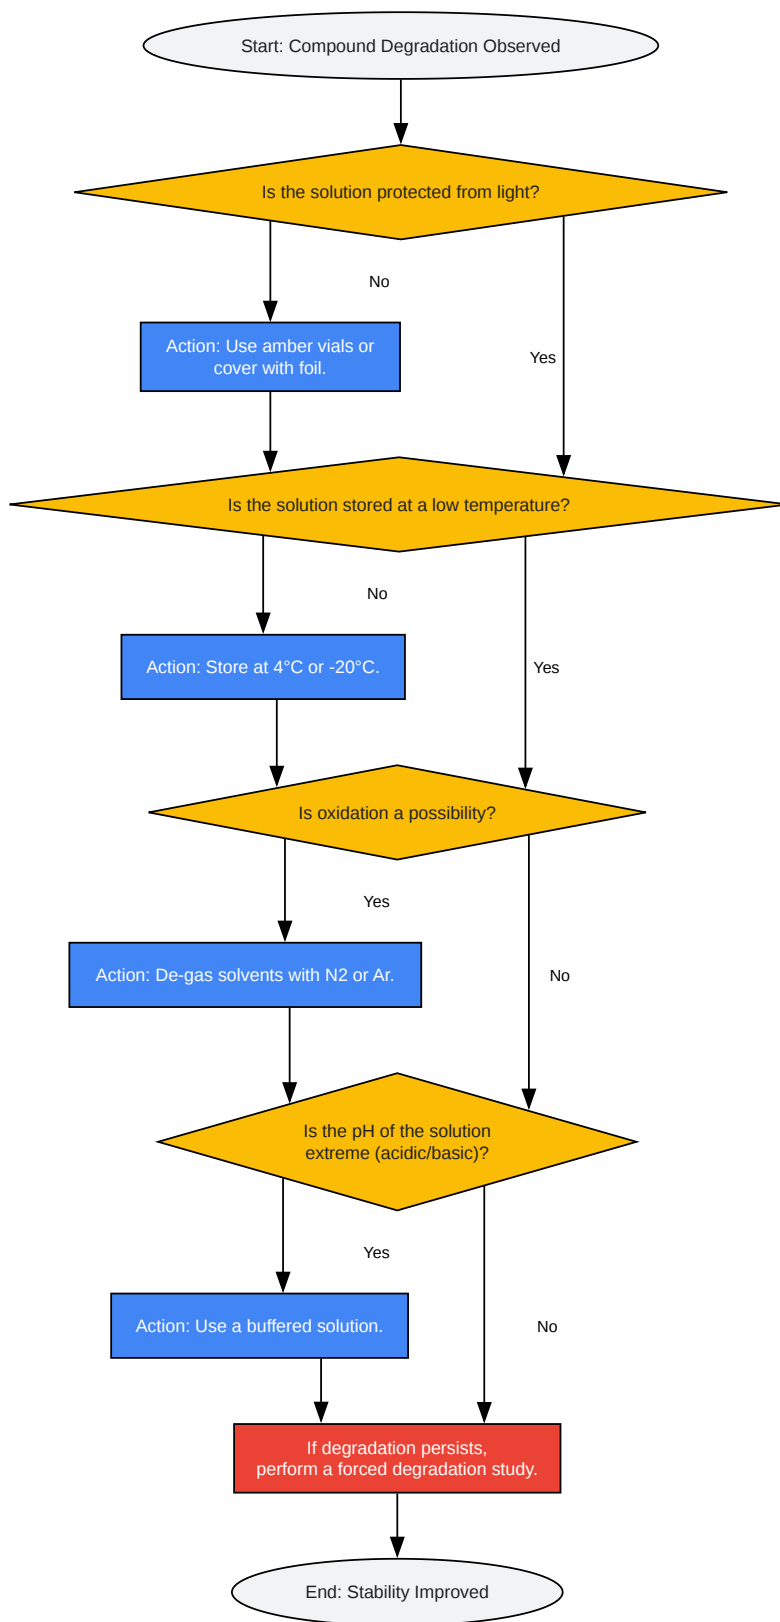 Start: Compound Degradation Observed
Is the solution protected from light?
No
Action: Use amber vials or
cover with foil.
Yes
Is the solution stored at a low temperature?
No
Action: Store at 4°C or -20°C.
Yes
Is oxidation a possibility?
Yes
Action: De-gas solvents with N2 or Ar.
No
Is the pH of the solution
extreme (acidic/basic)?
Yes
Action: Use a buffered solution.
No
If degradation persists,
perform a forced degradation study.
End: Stability Improved